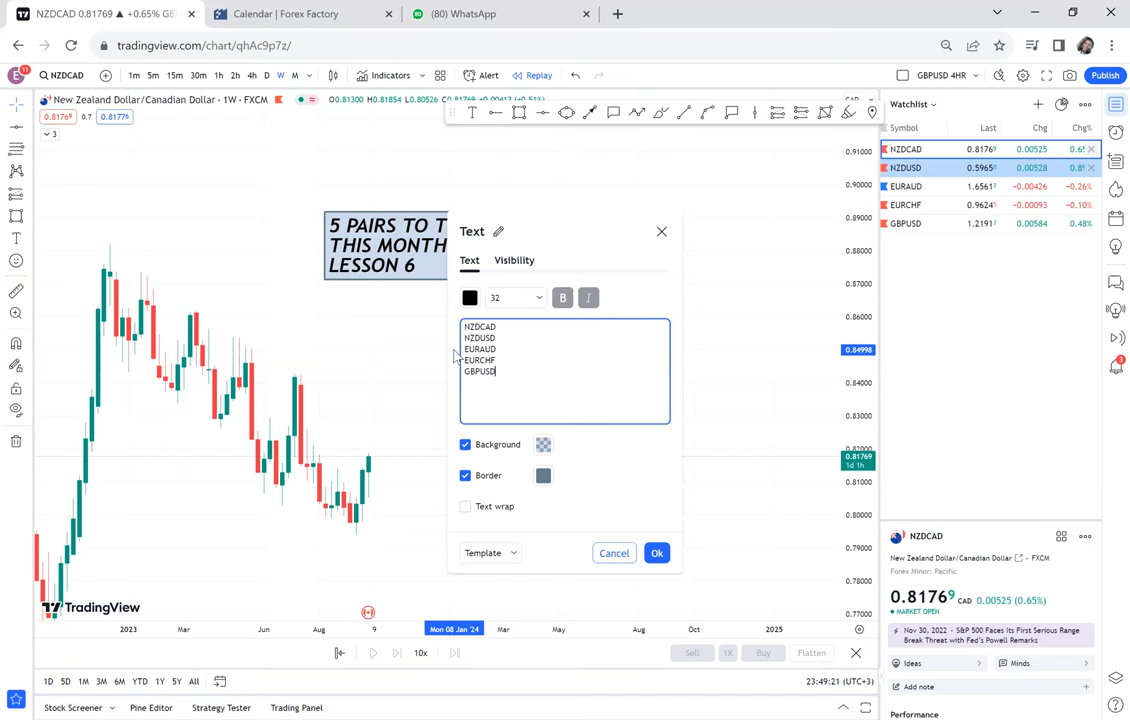 NZDCAD 0.81769 ▲ +0.65% GB
Calendar | Forex Factory
(80) WhatsApp
tradingview.com/chart/qhAc9p7z/
E 11
NZDCAD
1m 5m 15m 30m 1h 2h 4h D W M
Indicators
Alert
Replay
GBPUSD 4HR
Publish
New Zealand Dollar/Canadian Dollar · 1W · FXCM
O0.81300 H0.81854 L0.80526
0.81769 0.7 0.81776
3
Watchlist
Symbol Last Chg Chg%
NZDCAD 0.81769 0.00525
NZDUSD 0.5965 0.00528
EURAUD 1.6561 −0.00426 −0.26%
EURCHF 0.9624 −0.00093 −0.10%
GBPUSD 1.2191 0.00584 0.48%
0.91000
0.90000
0.89000
0.88000
0.87000
0.86000
0.84998
0.84000
0.83000
0.82000
0.81769
1d 1h
0.81000
0.80000
0.79000
0.78000
0.77000
5 PAIRS TO T
THIS MONTH
LESSON 6
Text
Text Visibility
32 B I
NZDCAD
NZDUSD
EURAUD
EURCHF
GBPUSD
Background
Border
Text wrap
Template
Cancel Ok
TradingView
2023 Mar Jun Aug 9 Mon 08 Jan '24 Mar May Aug Oct 2025
10x
Sell 1K Buy Flatten
1D 5D 1M 3M 6M YTD 1Y 5Y All
23:49:21 (UTC+3)
Stock Screener Pine Editor Strategy Tester Trading Panel
NZDCAD
New Zealand Dollar/Canadian Dollar · FXCM
Forex Minor: Pacific
0.81769 CAD 0.00525 (0.65%)
MARKET OPEN
Nov 30, 2022 - S&P 500 Faces Its First Serious Range
Break Threat with Fed's Powell Remarks
Ideas Minds
Add note
Performance
3